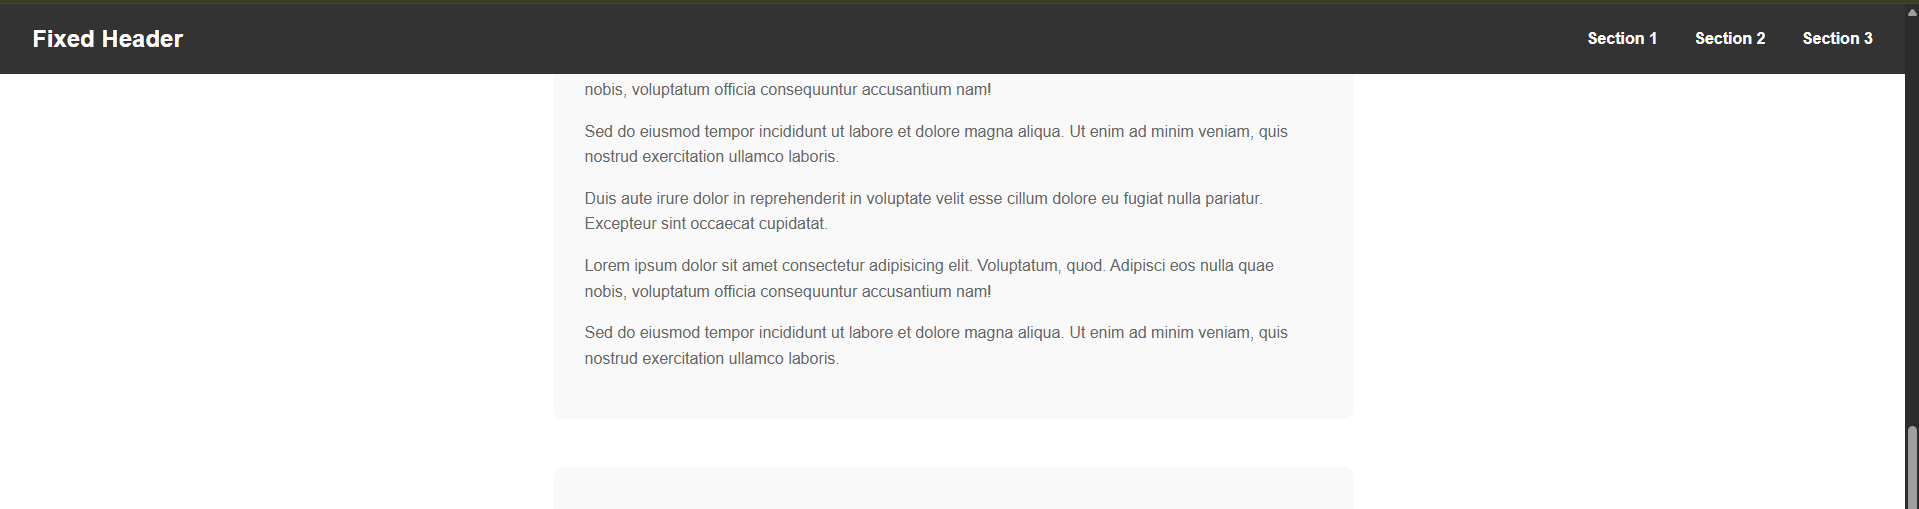 Fixed Header
Section 1
Section 2
Section 3
nobis, voluptatum officia consequuntur accusantium nam!
Sed do eiusmod tempor incididunt ut labore et dolore magna aliqua. Ut enim ad minim veniam, quis
nostrud exercitation ullamco laboris.
Duis aute irure dolor in reprehenderit in voluptate velit esse cillum dolore eu fugiat nulla pariatur.
Excepteur sint occaecat cupidatat.
Lorem ipsum dolor sit amet consectetur adipisicing elit. Voluptatum, quod. Adipisci eos nulla quae
nobis, voluptatum officia consequuntur accusantium nam!
Sed do eiusmod tempor incididunt ut labore et dolore magna aliqua. Ut enim ad minim veniam, quis
nostrud exercitation ullamco laboris.